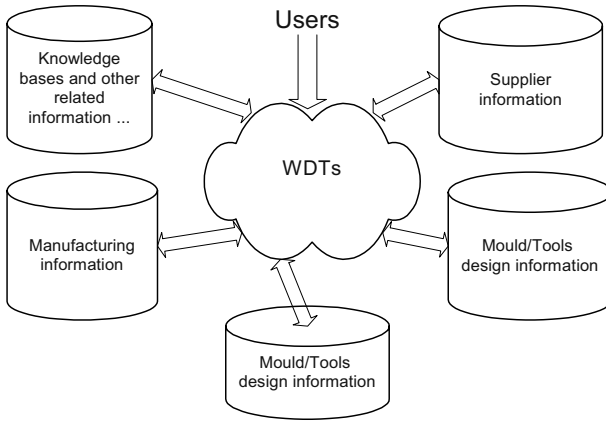 Users
Knowledge
bases and other
related
information ...
Supplier
information
WDTs
Manufacturing
information
Mould/Tools
design information
Mould/Tools
design information